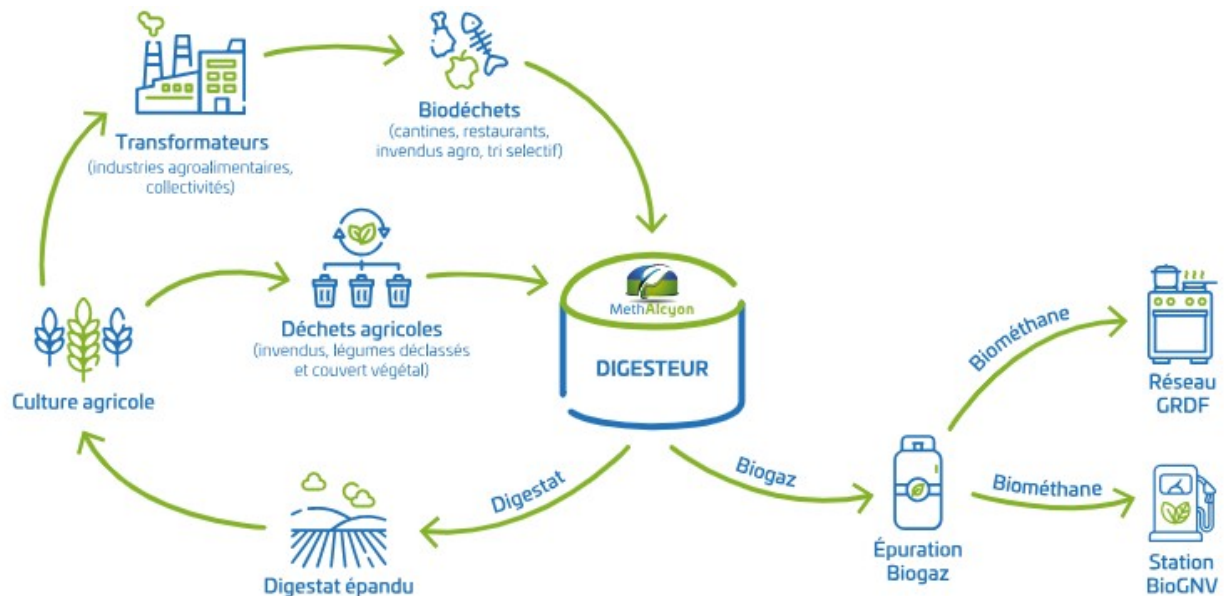 Transformateurs
(industries agroalimentaires,
collectivités)
Biodéchets
(cantines, restaurants,
invendus agro, tri selectif)
Déchets agricoles
(invendus, légumes déclassés
et couvert végétal)
Culture agricole
MethAlcyon
DIGESTEUR
Digestat
Digestat épandu
Biogaz
Épuration
Biogaz
Biométhane
Réseau
GRDF
Biométhane
Station
BioGNV